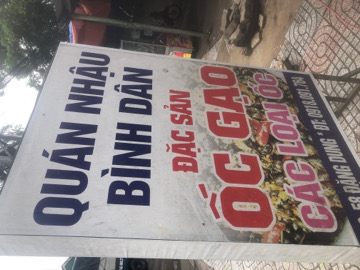 QUÁN NHẬU
BÌNH DÂN
ĐẶC SẢN
ỐC GẠO
CÁC LOẠI ỐC